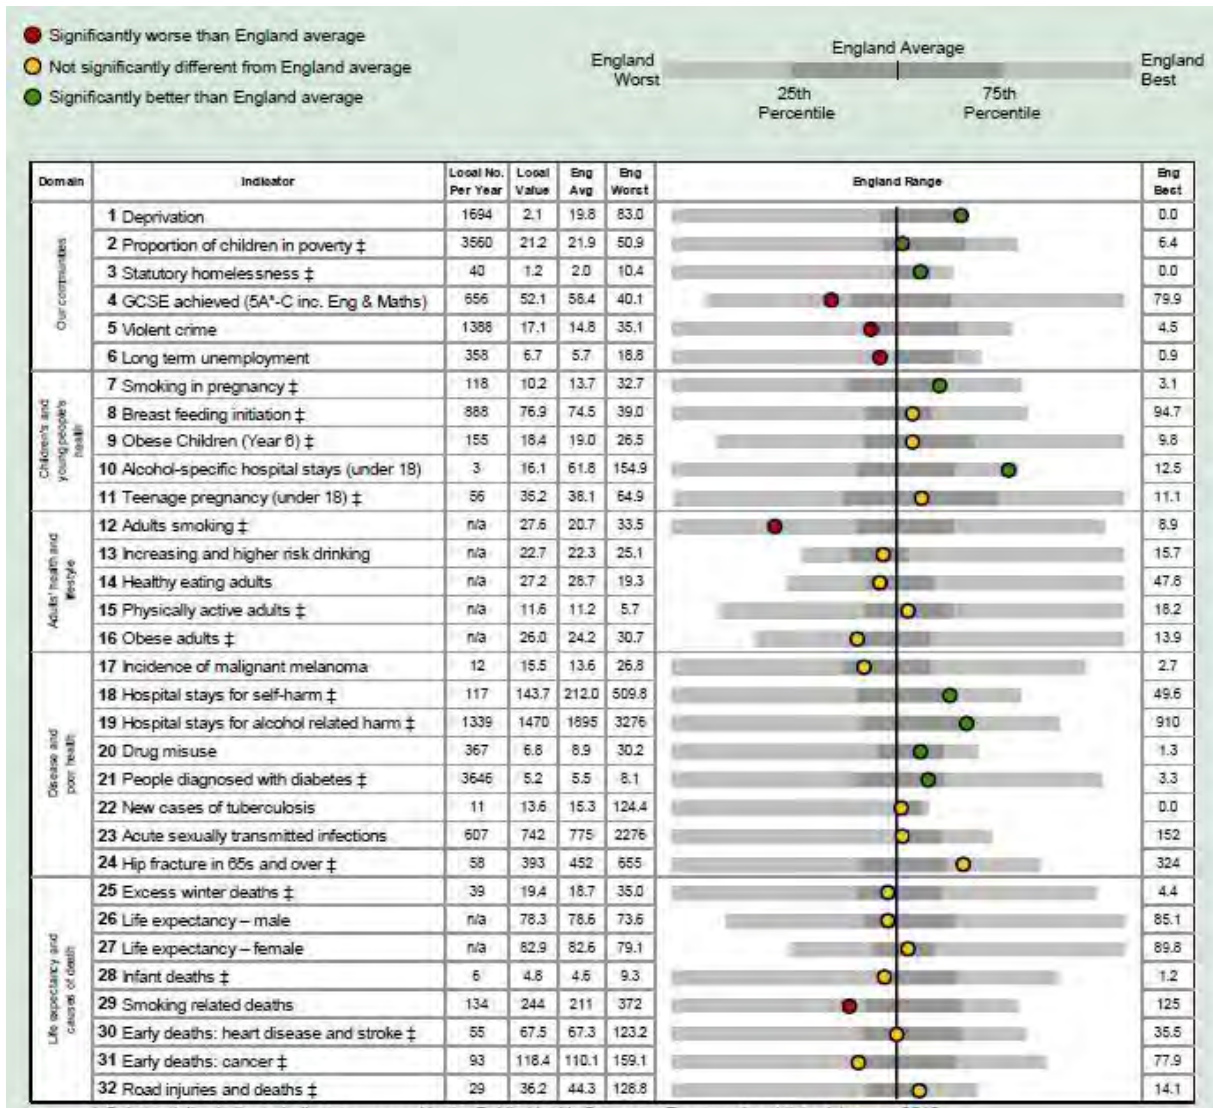 Significantly worse than England average
Not significantly different from England average
Significantly better than England average
England Average
England Worst
England Best
25th Percentile
75th Percentile
Domain Indicator Local No. Per Year Local Value Eng Avg Eng Worst England Range Eng Best
Our communities
1 Deprivation 1694 2.1 19.8 83.0 0.0
2 Proportion of children in poverty ‡ 3560 21.2 21.9 50.9 6.4
3 Statutory homelessness ‡ 40 1.2 2.0 10.4 0.0
4 GCSE achieved (5A*-C inc. Eng & Maths) 656 52.1 58.4 40.1 79.9
5 Violent crime 1388 17.1 14.8 35.1 4.5
6 Long term unemployment 358 6.7 5.7 18.8 0.9
Children's and young people's health
7 Smoking in pregnancy ‡ 118 10.2 13.7 32.7 3.1
8 Breast feeding initiation ‡ 888 76.9 74.5 39.0 94.7
9 Obese Children (Year 6) ‡ 155 18.4 19.0 26.5 9.8
10 Alcohol-specific hospital stays (under 18) 3 16.1 61.8 154.9 12.5
11 Teenage pregnancy (under 18) ‡ 56 35.2 38.1 64.9 11.1
Adults' health and lifestyle
12 Adults smoking ‡ n/a 27.6 20.7 33.5 8.9
13 Increasing and higher risk drinking n/a 22.7 22.3 25.1 15.7
14 Healthy eating adults n/a 27.2 28.7 19.3 47.8
15 Physically active adults ‡ n/a 11.6 11.2 5.7 18.2
16 Obese adults ‡ n/a 26.0 24.2 30.7 13.9
Disease and poor health
17 Incidence of malignant melanoma 12 15.5 13.6 26.8 2.7
18 Hospital stays for self-harm ‡ 117 143.7 212.0 509.8 49.6
19 Hospital stays for alcohol related harm ‡ 1339 1470 1895 3276 910
20 Drug misuse 367 6.8 8.9 30.2 1.3
21 People diagnosed with diabetes ‡ 3646 5.2 5.5 8.1 3.3
22 New cases of tuberculosis 11 13.6 15.3 124.4 0.0
23 Acute sexually transmitted infections 607 742 775 2276 152
24 Hip fracture in 65s and over ‡ 58 393 452 655 324
Life expectancy and causes of death
25 Excess winter deaths ‡ 39 19.4 18.7 35.0 4.4
26 Life expectancy – male n/a 78.3 78.6 73.6 85.1
27 Life expectancy – female n/a 82.9 82.6 79.1 89.8
28 Infant deaths ‡ 6 4.8 4.6 9.3 1.2
29 Smoking related deaths 134 244 211 372 125
30 Early deaths: heart disease and stroke ‡ 55 67.5 67.3 123.2 35.5
31 Early deaths: cancer ‡ 93 118.4 110.1 159.1 77.9
32 Road injuries and deaths ‡ 29 36.2 44.3 128.8 14.1